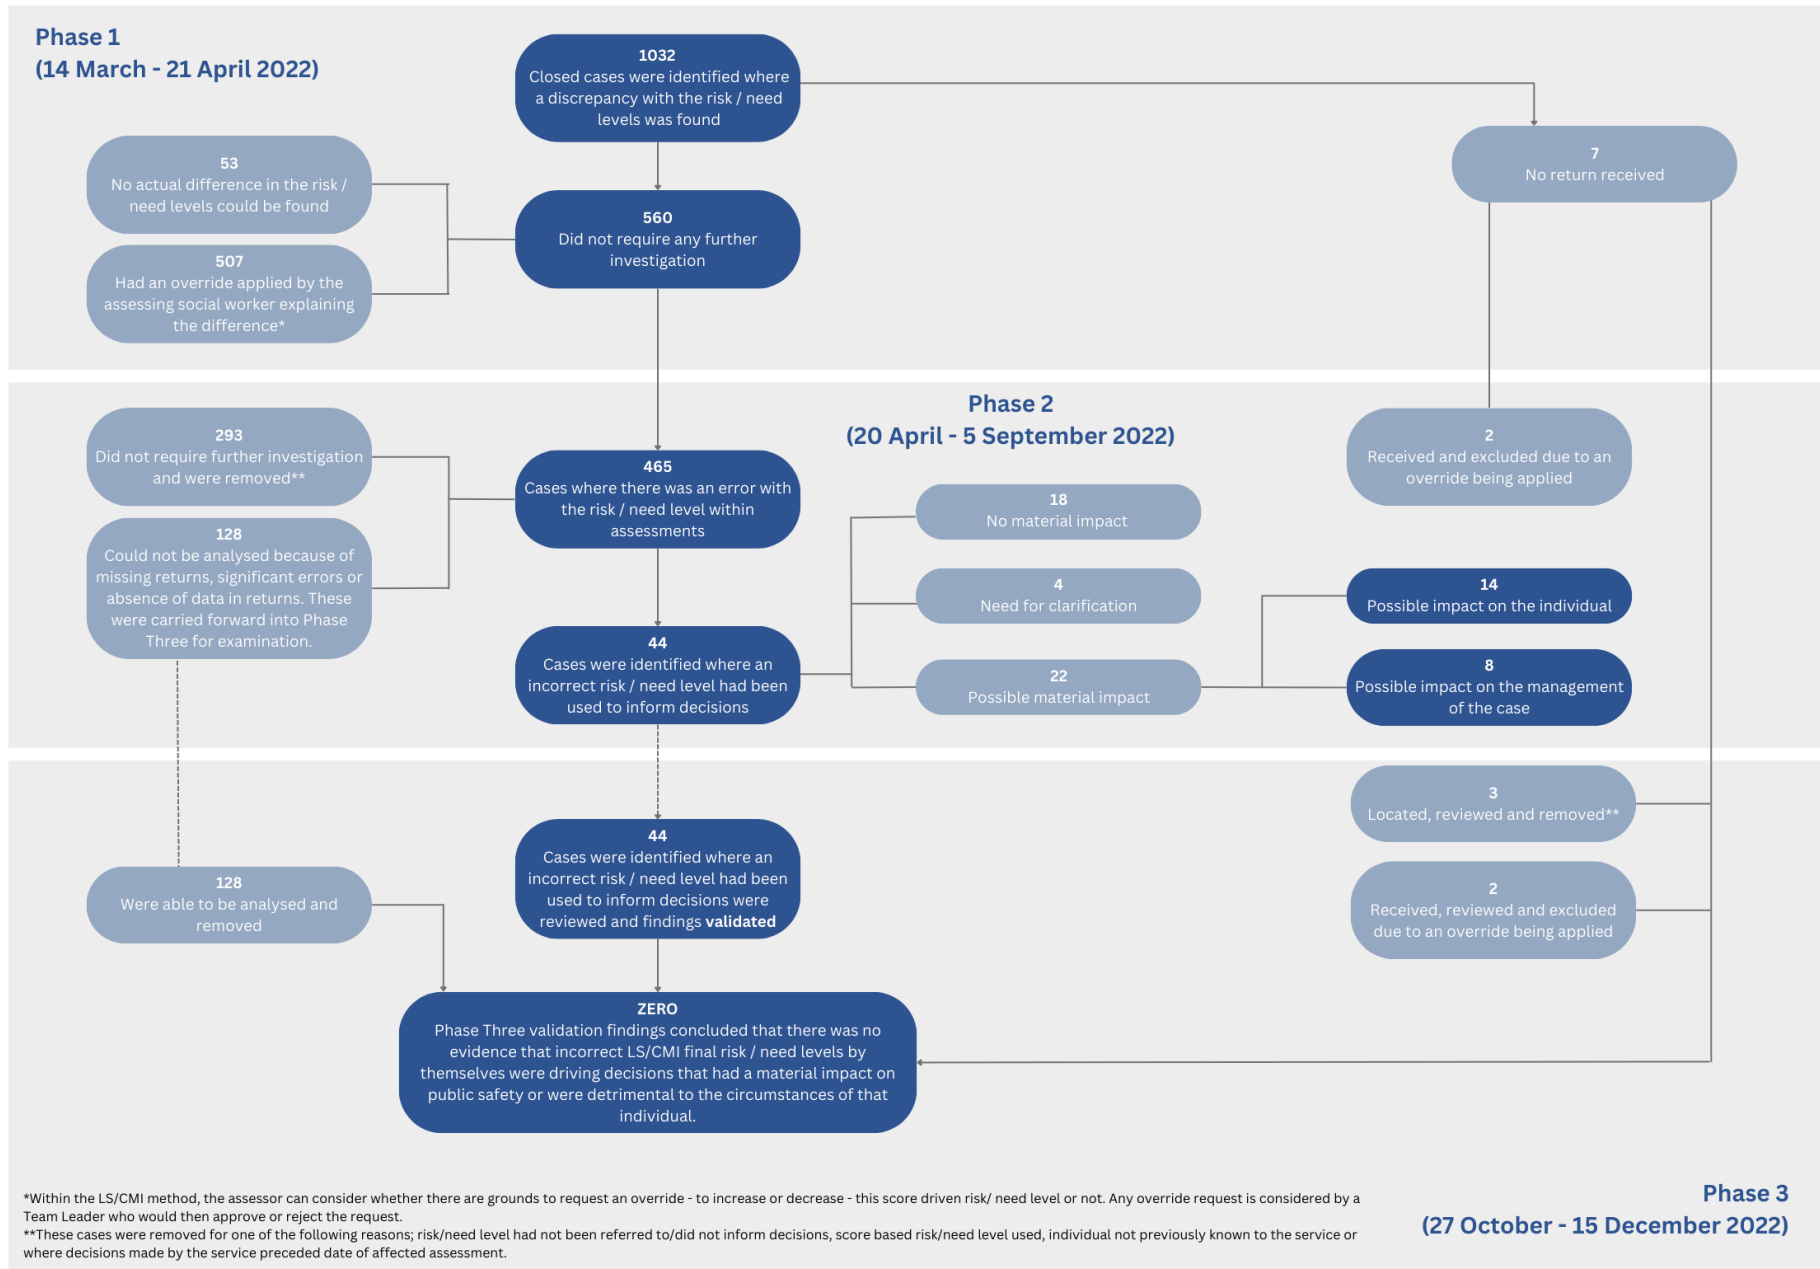 Phase 1
(14 March - 21 April 2022)
1032
Closed cases were identified where
a discrepancy with the risk / need
levels was found
7
No return received
53
No actual difference in the risk /
need levels could be found
560
Did not require any further
investigation
507
Had an override applied by the
assessing social worker explaining
the difference*
Phase 2
(20 April - 5 September 2022)
293
Did not require further investigation
and were removed**
465
Cases where there was an error with
the risk / need level within
assessments
2
Received and excluded due to an
override being applied
128
Could not be analysed because of
missing returns, significant errors or
absence of data in returns. These
were carried forward into Phase
Three for examination.
18
No material impact
4
Need for clarification
14
Possible impact on the individual
44
Cases were identified where an
incorrect risk / need level had been
used to inform decisions
22
Possible material impact
8
Possible impact on the management
of the case
3
Located, reviewed and removed**
44
Cases were identified where an
incorrect risk / need level had been
used to inform decisions were
reviewed and findings validated
128
Were able to be analysed and
removed
2
Received, reviewed and excluded
due to an override being applied
ZERO
Phase Three validation findings concluded that there was no
evidence that incorrect LS/CMI final risk / need levels by
themselves were driving decisions that had a material impact on
public safety or were detrimental to the circumstances of that
individual.
*Within the LS/CMI method, the assessor can consider whether there are grounds to request an override - to increase or decrease - this score driven risk/ need level or not. Any override request is considered by a
Team Leader who would then approve or reject the request.
**These cases were removed for one of the following reasons; risk/need level had not been referred to/did not inform decisions, score based risk/need level used, individual not previously known to the service or
where decisions made by the service preceded date of affected assessment.
Phase 3
(27 October - 15 December 2022)